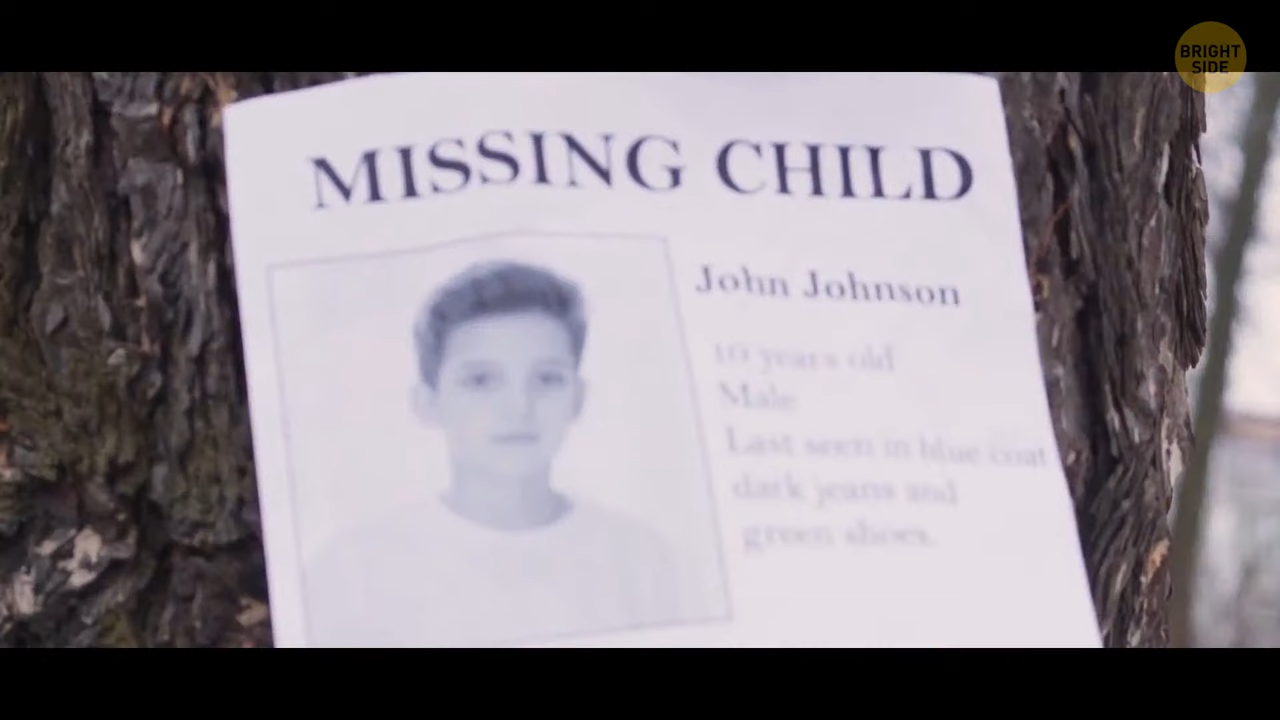 BRIGHT
SIDE
MISSING CHILD
John Johnson
10 years old
Male
Last seen in blue coat
dark jeans and
green shoes.